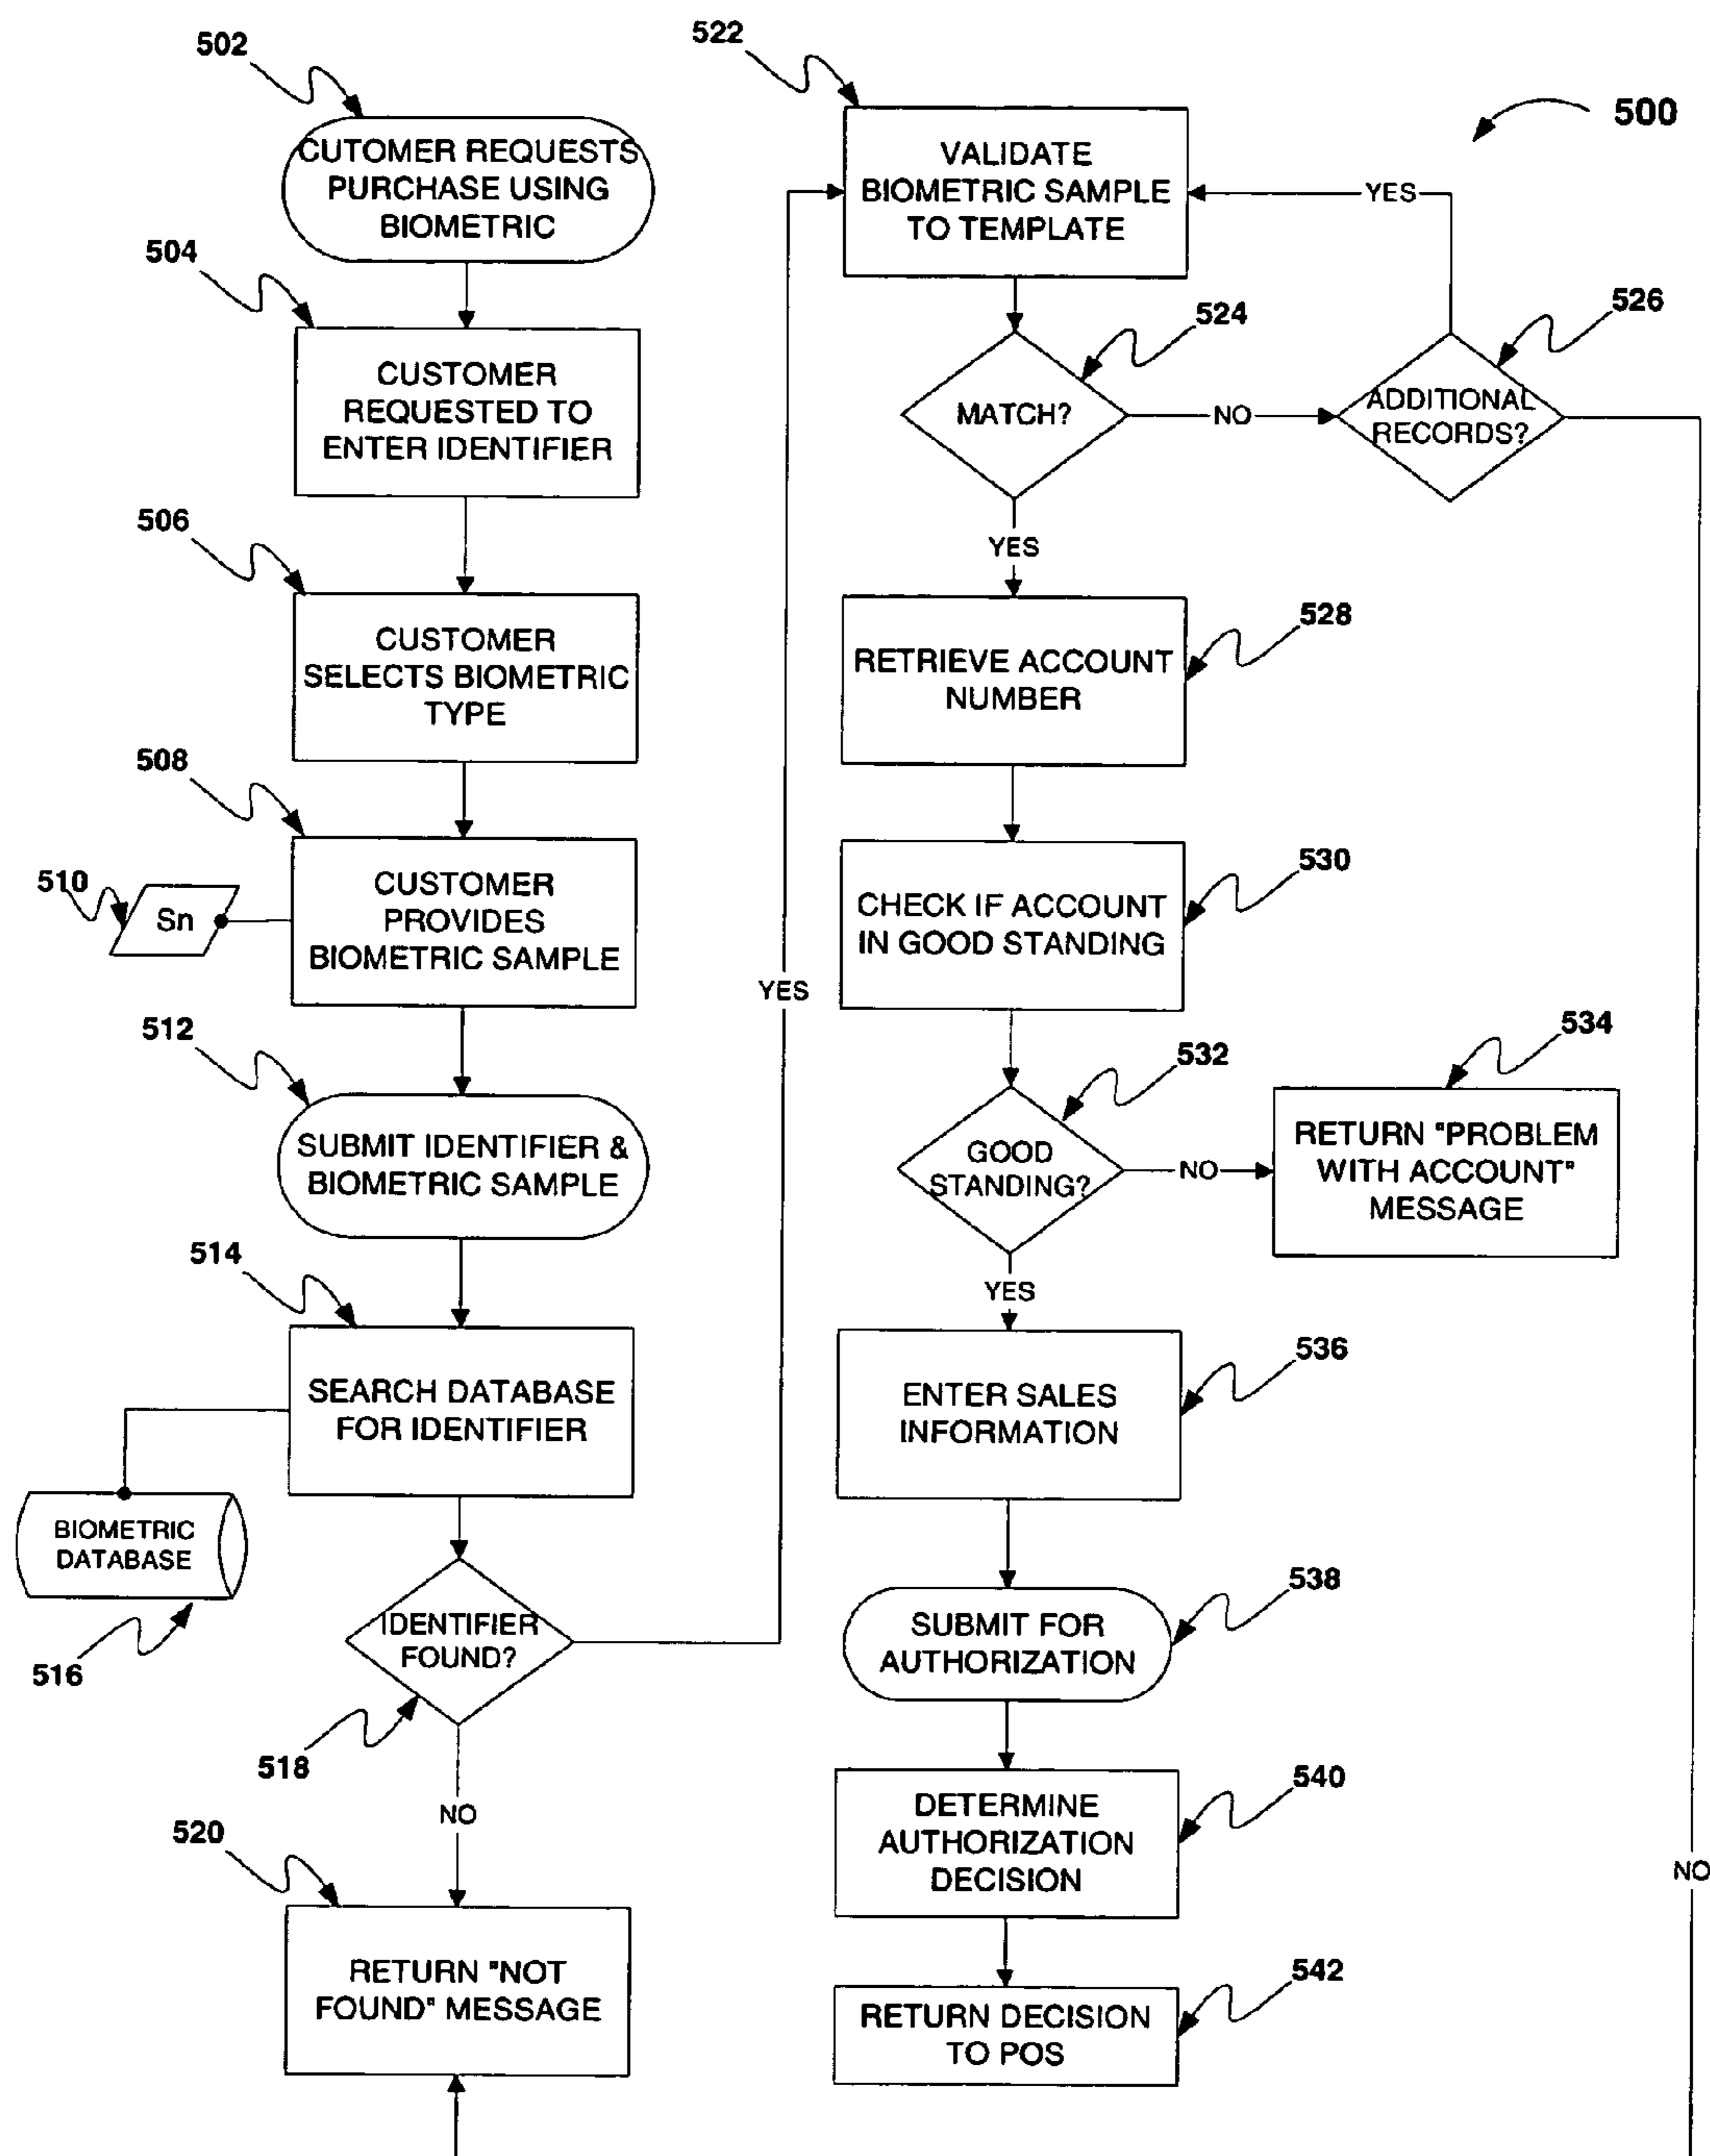 502
CUTOMER REQUESTS
PURCHASE USING
BIOMETRIC
504
CUSTOMER
REQUESTED TO
ENTER IDENTIFIER
506
CUSTOMER
SELECTS BIOMETRIC
TYPE
508
510
Sn
CUSTOMER
PROVIDES
BIOMETRIC SAMPLE
512
SUBMIT IDENTIFIER &
BIOMETRIC SAMPLE
514
SEARCH DATABASE
FOR IDENTIFIER
BIOMETRIC
DATABASE
516
IDENTIFIER
FOUND?
518
NO
520
RETURN "NOT
FOUND" MESSAGE
YES
522
500
VALIDATE
BIOMETRIC SAMPLE
TO TEMPLATE
YES
524
526
MATCH?
NO
ADDITIONAL
RECORDS?
YES
528
RETRIEVE ACCOUNT
NUMBER
530
CHECK IF ACCOUNT
IN GOOD STANDING
532
534
GOOD
STANDING?
NO
RETURN "PROBLEM
WITH ACCOUNT"
MESSAGE
YES
536
ENTER SALES
INFORMATION
538
SUBMIT FOR
AUTHORIZATION
540
DETERMINE
AUTHORIZATION
DECISION
NO
542
RETURN DECISION
TO POS